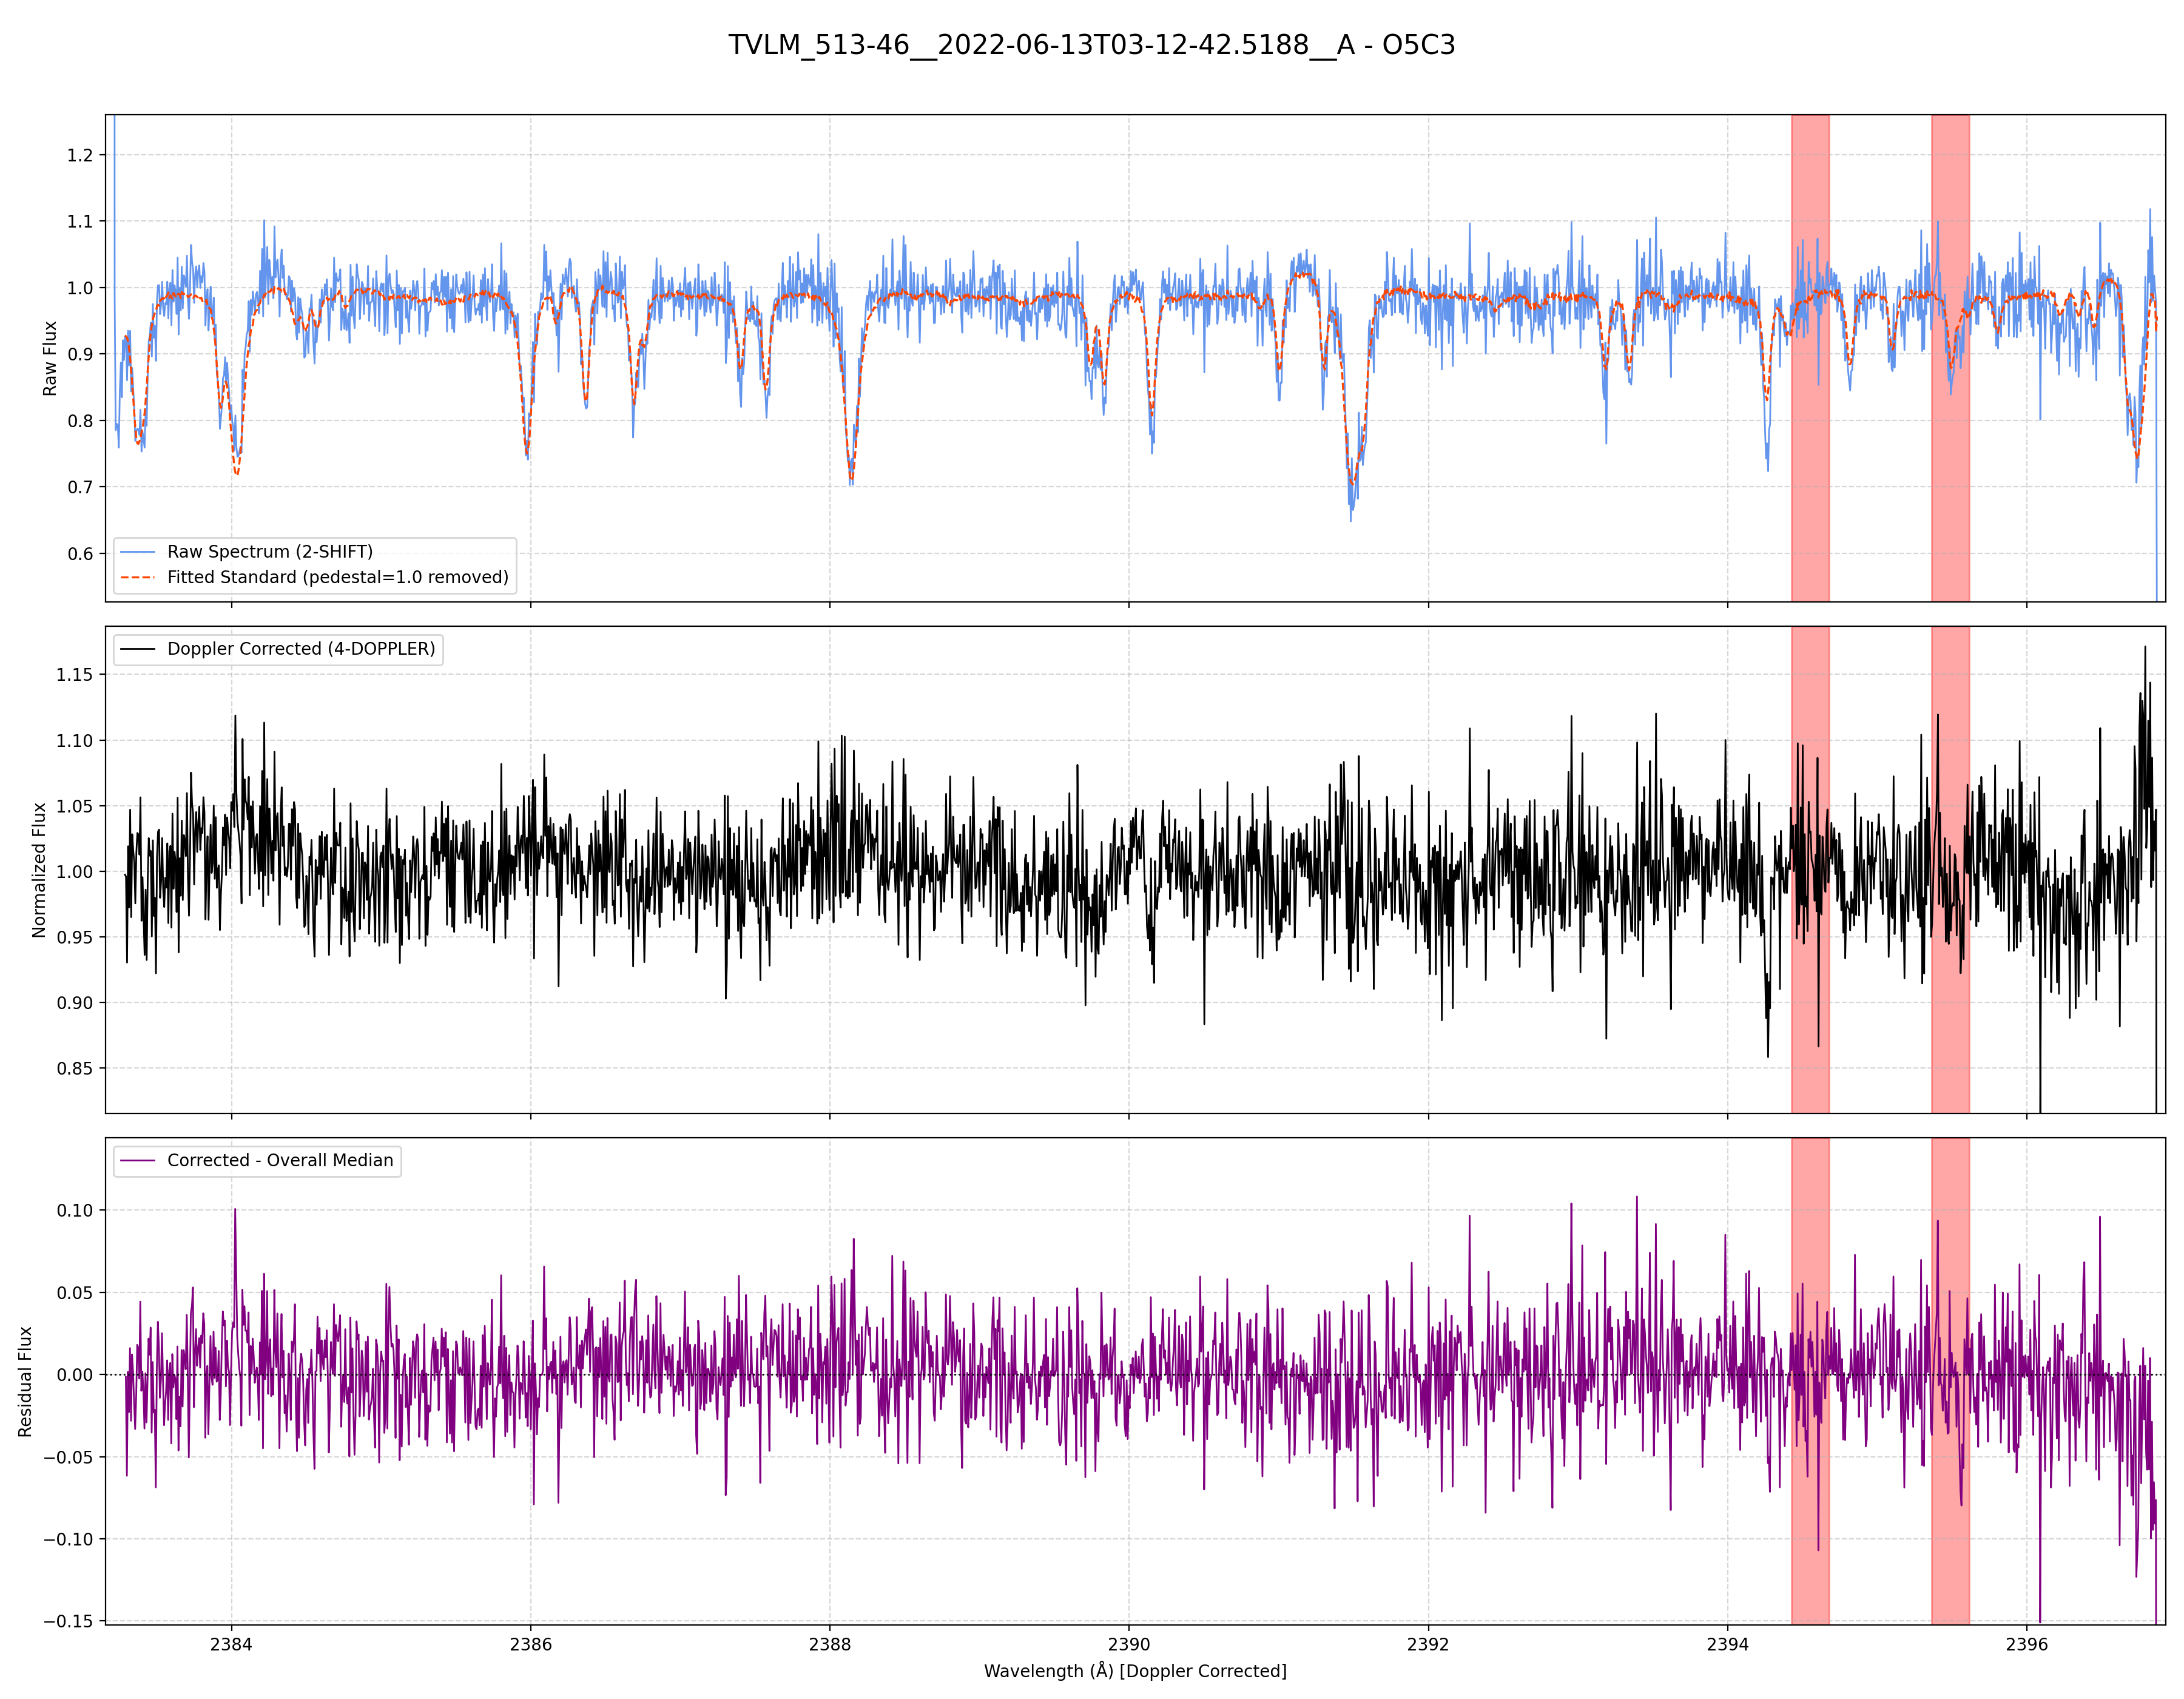 TVLM_513-46__2022-06-13T03-12-42.5188__A - O5C3
1.2
1.1
1.0
0.9
0.8
0.7
0.6
Raw Flux
Raw Spectrum (2-SHIFT)
Fitted Standard (pedestal=1.0 removed)
1.15
1.10
1.05
1.00
0.95
0.90
0.85
Normalized Flux
Doppler Corrected (4-DOPPLER)
0.10
0.05
0.00
−0.05
−0.10
−0.15
Residual Flux
Corrected - Overall Median
2384 2386 2388 2390 2392 2394 2396
Wavelength (Å) [Doppler Corrected]